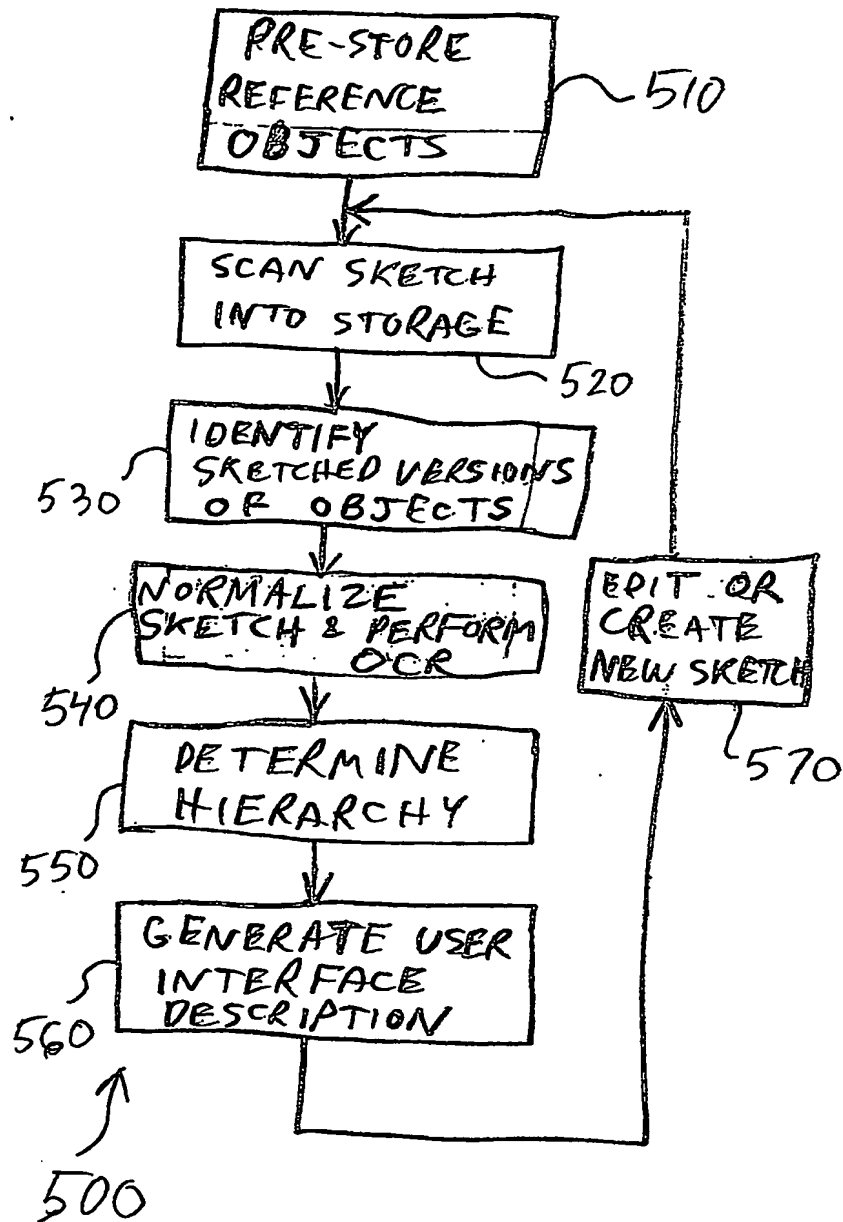 PRE-STORE
REFERENCE
OBJECTS
510
SCAN SKETCH
INTO STORAGE
520
IDENTIFY
SKETCHED VERSIONS
OF OBJECTS
530
NORMALIZE
SKETCH & PERFORM
OCR
540
EDIT OR
CREATE
NEW SKETCH
570
DETERMINE
HIERARCHY
550
GENERATE USER
INTERFACE
DESCRIPTION
560
500